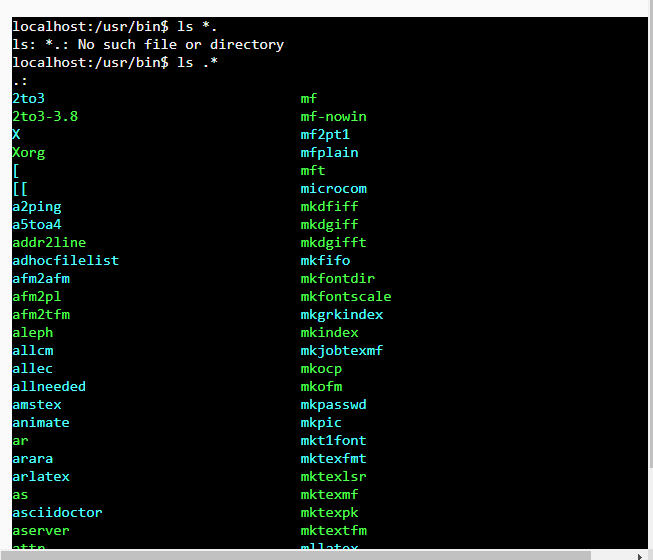 localhost:/usr/bin$ ls *.
ls: *.: No such file or directory
localhost:/usr/bin$ ls .*
.:
2to3 mf
2to3-3.8 mf-nowin
X mf2pt1
Xorg mfplain
[ mft
[[ microcom
a2ping mkdfiff
a5toa4 mkdgiff
addr2line mkdgifft
adhocfilelist mkfifo
afm2afm mkfontdir
afm2pl mkfontscale
afm2tfm mkgrkindex
aleph mkindex
allcm mkjobtexmf
allec mkocp
allneeded mkofm
amstex mkpasswd
animate mkpic
ar mkt1font
arara mktexfmt
arlatex mktexlsr
as mktexmf
asciidoctor mktexpk
aserver mktextfm
attr mllatex